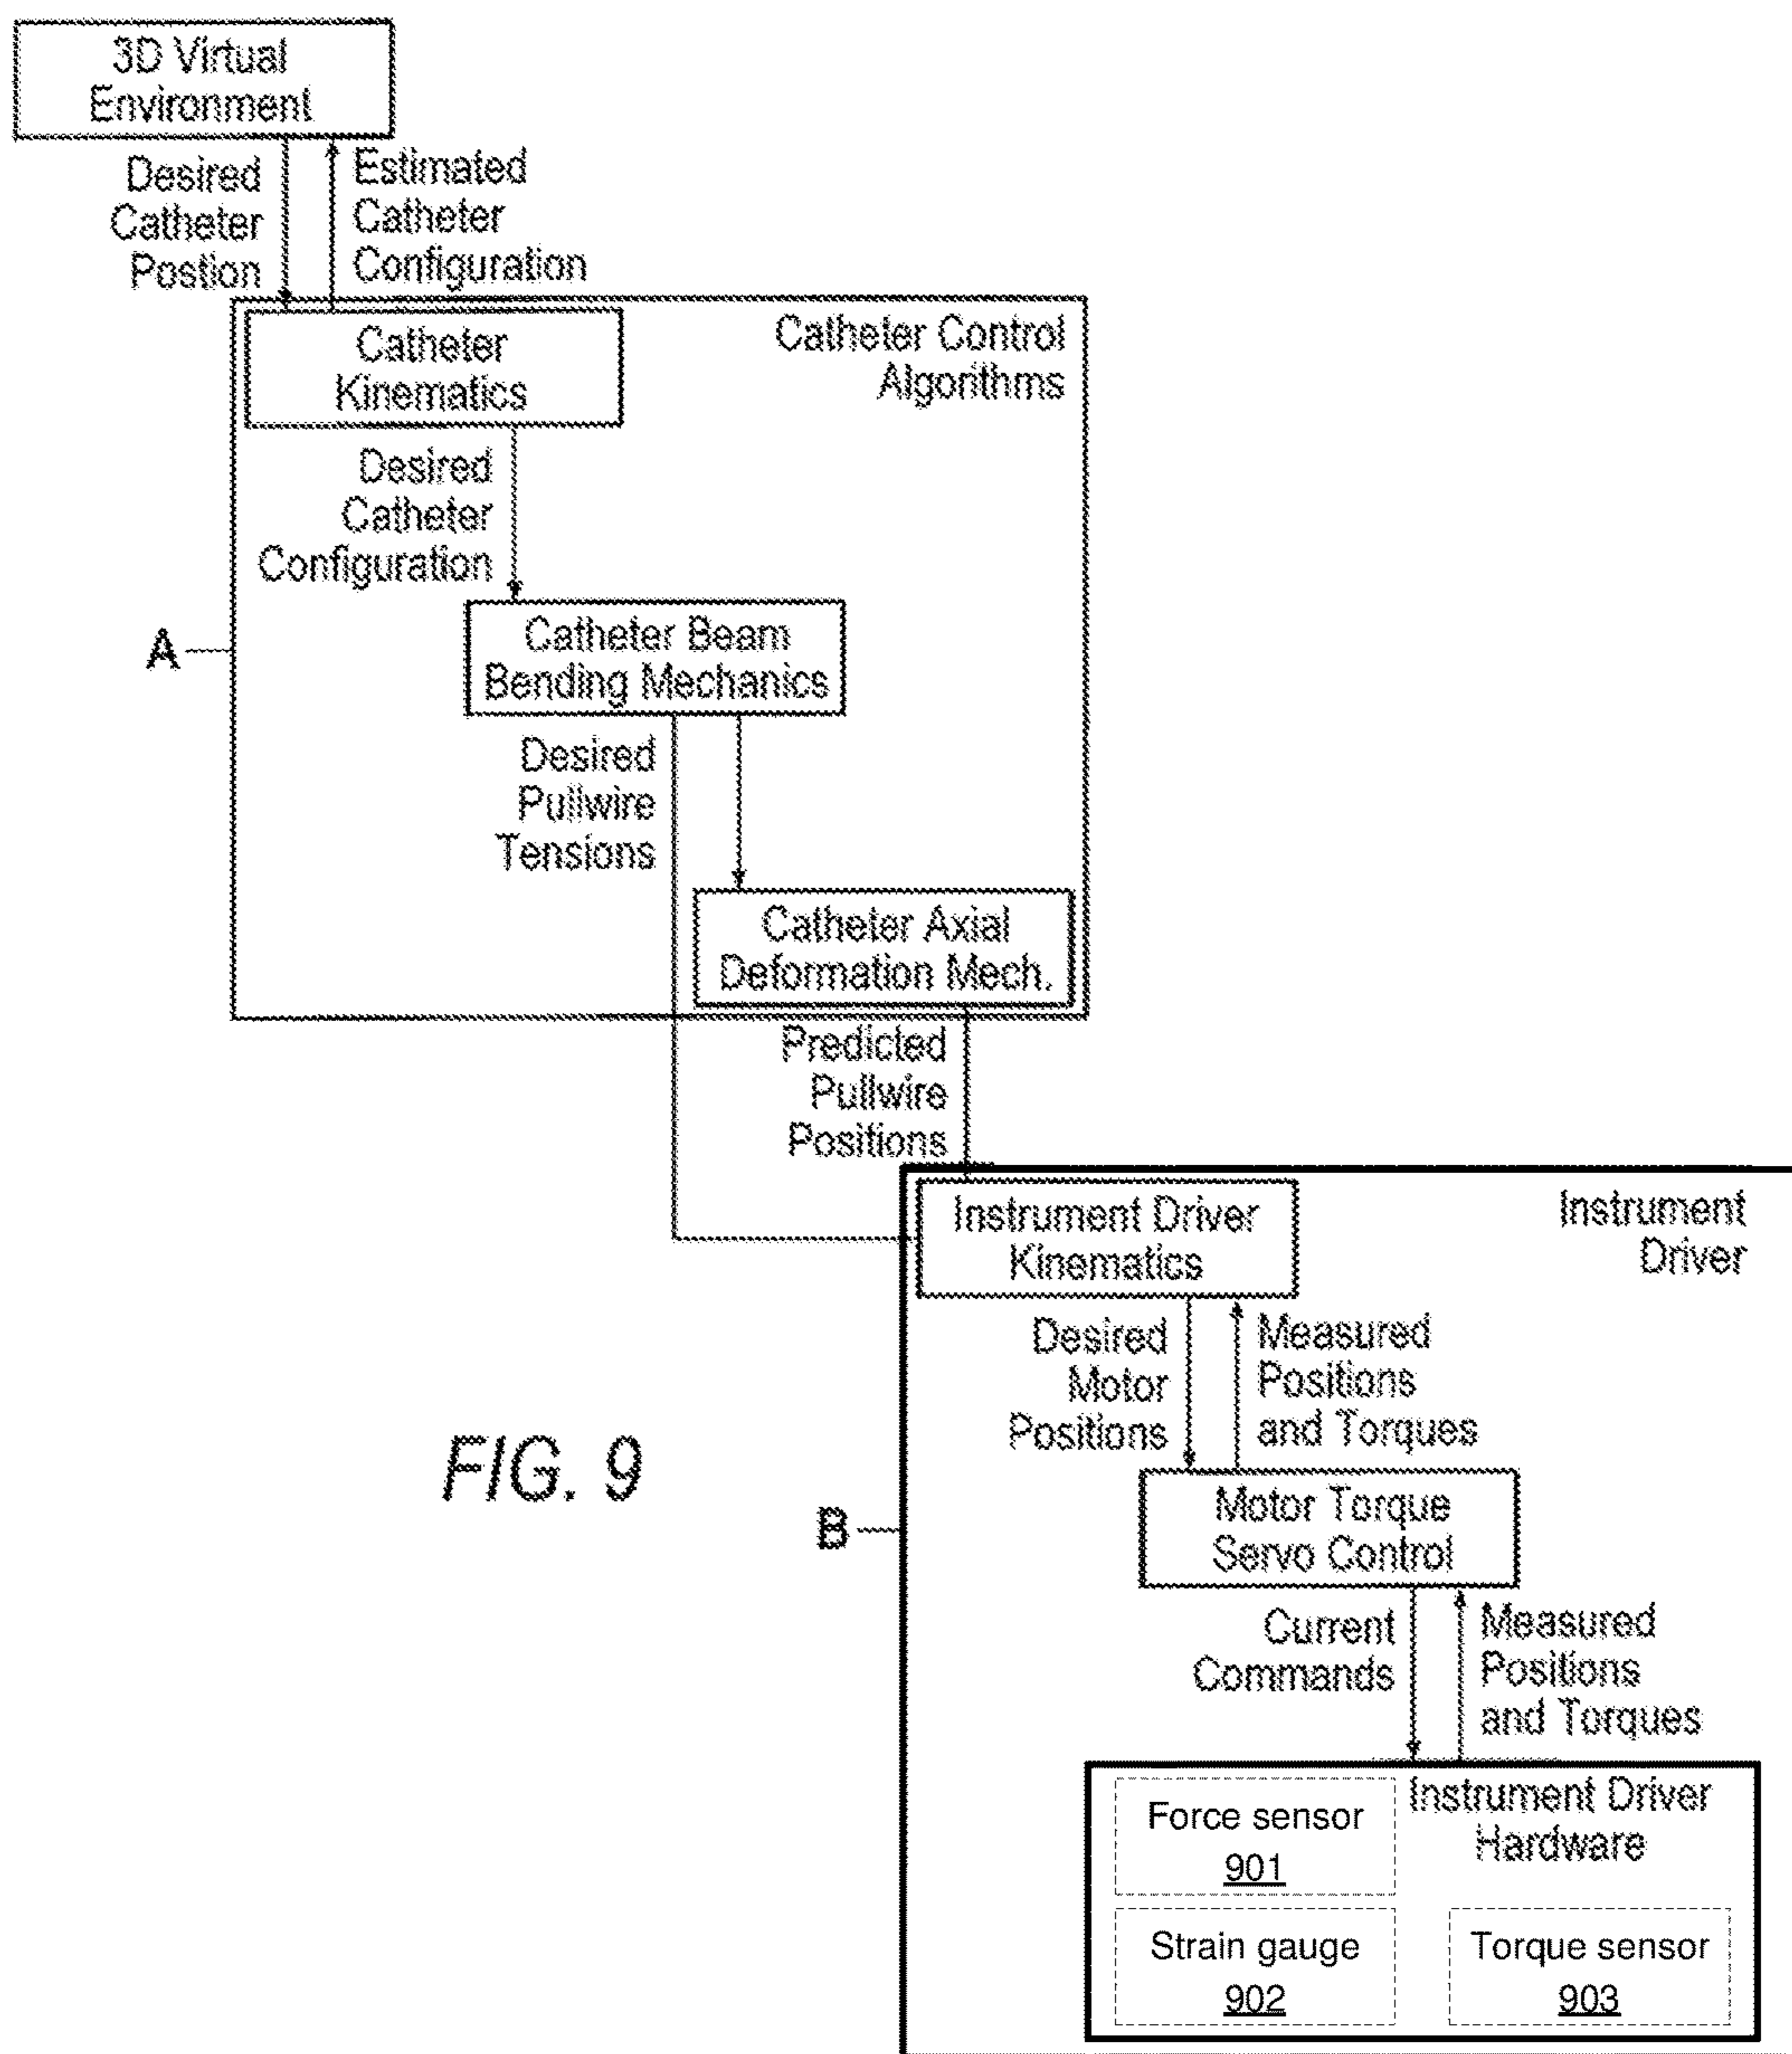 3D Virtual
Environment
Desired
Catheter
Postion
Estimated
Catheter
Configuration
Catheter
Kinematics
Catheter Control
Algorithms
Desired
Catheter
Configuration
A
Catheter Beam
Bending Mechanics
Desired
Pullwire
Tensions
Catheter Axial
Deformation Mech.
Predicted
Pullwire
Positions
Instrument Driver
Kinematics
Instrument
Driver
Desired
Motor
Positions
Measured
Positions
and Torques
FIG. 9
B
Motor Torque
Servo Control
Current
Commands
Measured
Positions
and Torques
Instrument Driver
Hardware
Force sensor
901
Strain gauge
902
Torque sensor
903